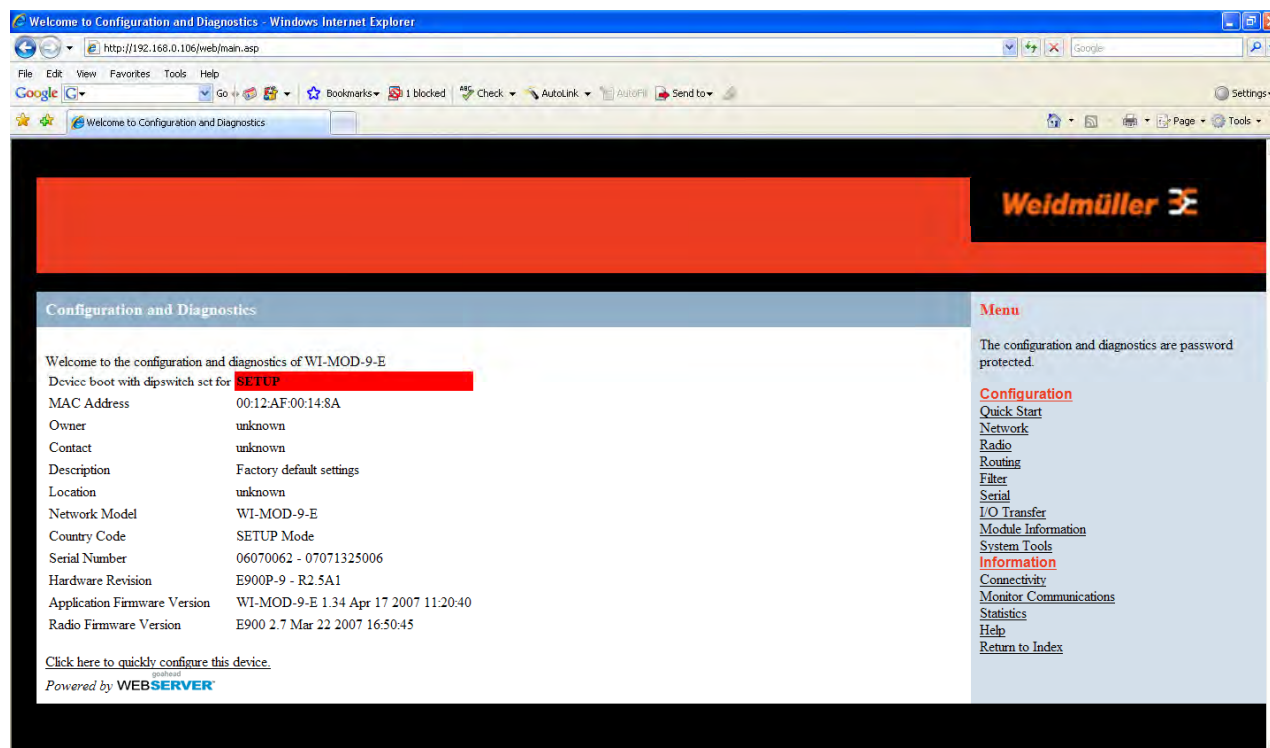 Welcome to Configuration and Diagnostics - Windows Internet Explorer
http://192.168.0.106/web/main.asp
Google
File Edit View Favorites Tools Help
Google G Go Bookmarks 1 blocked ABC Check AutoLink AutoFill Send to Settings
Welcome to Configuration and Diagnostics
Page Tools
Weidmüller
Configuration and Diagnostics
Welcome to the configuration and diagnostics of WI-MOD-9-E
Device boot with dipswitch set for SETUP
MAC Address 00:12:AF:00:14:8A
Owner unknown
Contact unknown
Description Factory default settings
Location unknown
Network Model WI-MOD-9-E
Country Code SETUP Mode
Serial Number 06070062 - 07071325006
Hardware Revision E900P-9 - R2.5A1
Application Firmware Version WI-MOD-9-E 1.34 Apr 17 2007 11:20:40
Radio Firmware Version E900 2.7 Mar 22 2007 16:50:45
Click here to quickly configure this device.
Powered by goahead WEBSERVER
Menu
The configuration and diagnostics are password
protected.
Configuration
Quick Start
Network
Radio
Routing
Filter
Serial
I/O Transfer
Module Information
System Tools
Information
Connectivity
Monitor Communications
Statistics
Help
Return to Index